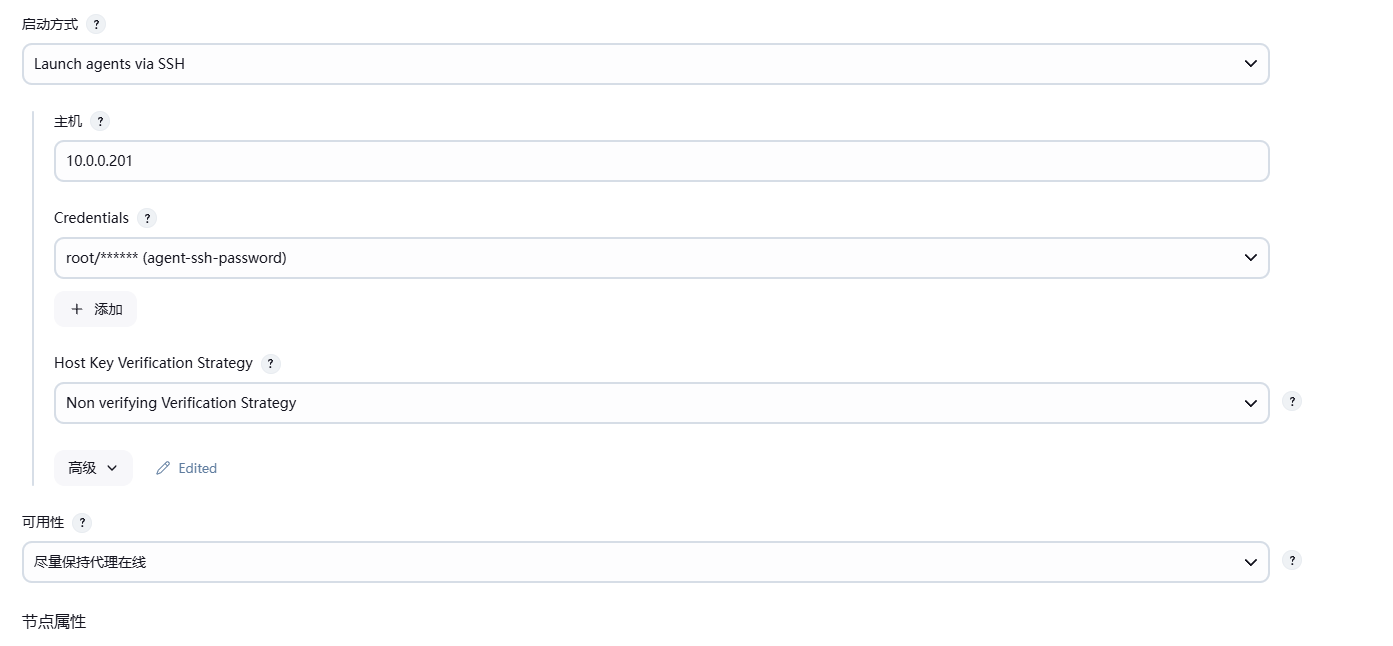 启动方式 ?
Launch agents via SSH
主机 ?
10.0.0.201
Credentials ?
root/****** (agent-ssh-password)
+ 添加
Host Key Verification Strategy ?
Non verifying Verification Strategy
?
高级 Edited
可用性 ?
尽量保持代理在线
?
节点属性